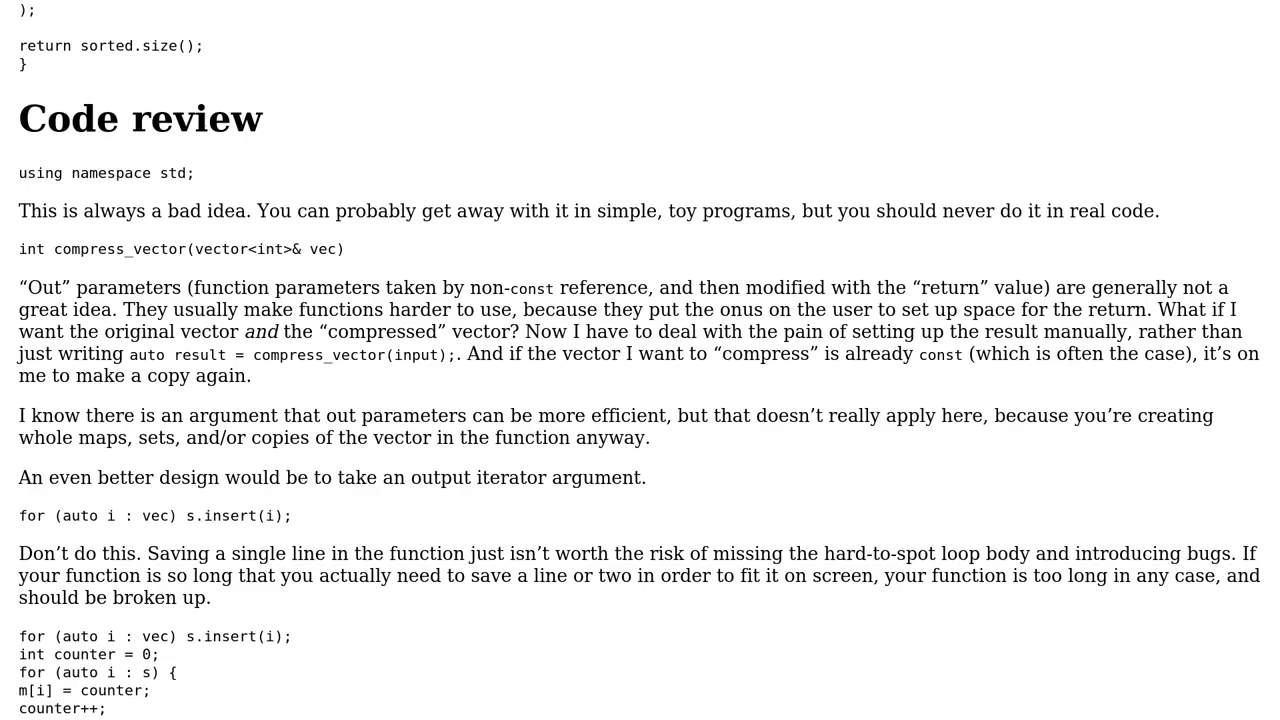 );
return sorted.size();
}
Code review
using namespace std;
This is always a bad idea. You can probably get away with it in simple, toy programs, but you should never do it in real code.
int compress_vector(vector<int>& vec)
“Out” parameters (function parameters taken by non-const reference, and then modified with the “return” value) are generally not a
great idea. They usually make functions harder to use, because they put the onus on the user to set up space for the return. What if I
want the original vector and the “compressed” vector? Now I have to deal with the pain of setting up the result manually, rather than
just writing auto result = compress_vector(input);. And if the vector I want to “compress” is already const (which is often the case), it’s on
me to make a copy again.
I know there is an argument that out parameters can be more efficient, but that doesn’t really apply here, because you’re creating
whole maps, sets, and/or copies of the vector in the function anyway.
An even better design would be to take an output iterator argument.
for (auto i : vec) s.insert(i);
Don’t do this. Saving a single line in the function just isn’t worth the risk of missing the hard-to-spot loop body and introducing bugs. If
your function is so long that you actually need to save a line or two in order to fit it on screen, your function is too long in any case, and
should be broken up.
for (auto i : vec) s.insert(i);
int counter = 0;
for (auto i : s) {
m[i] = counter;
counter++;